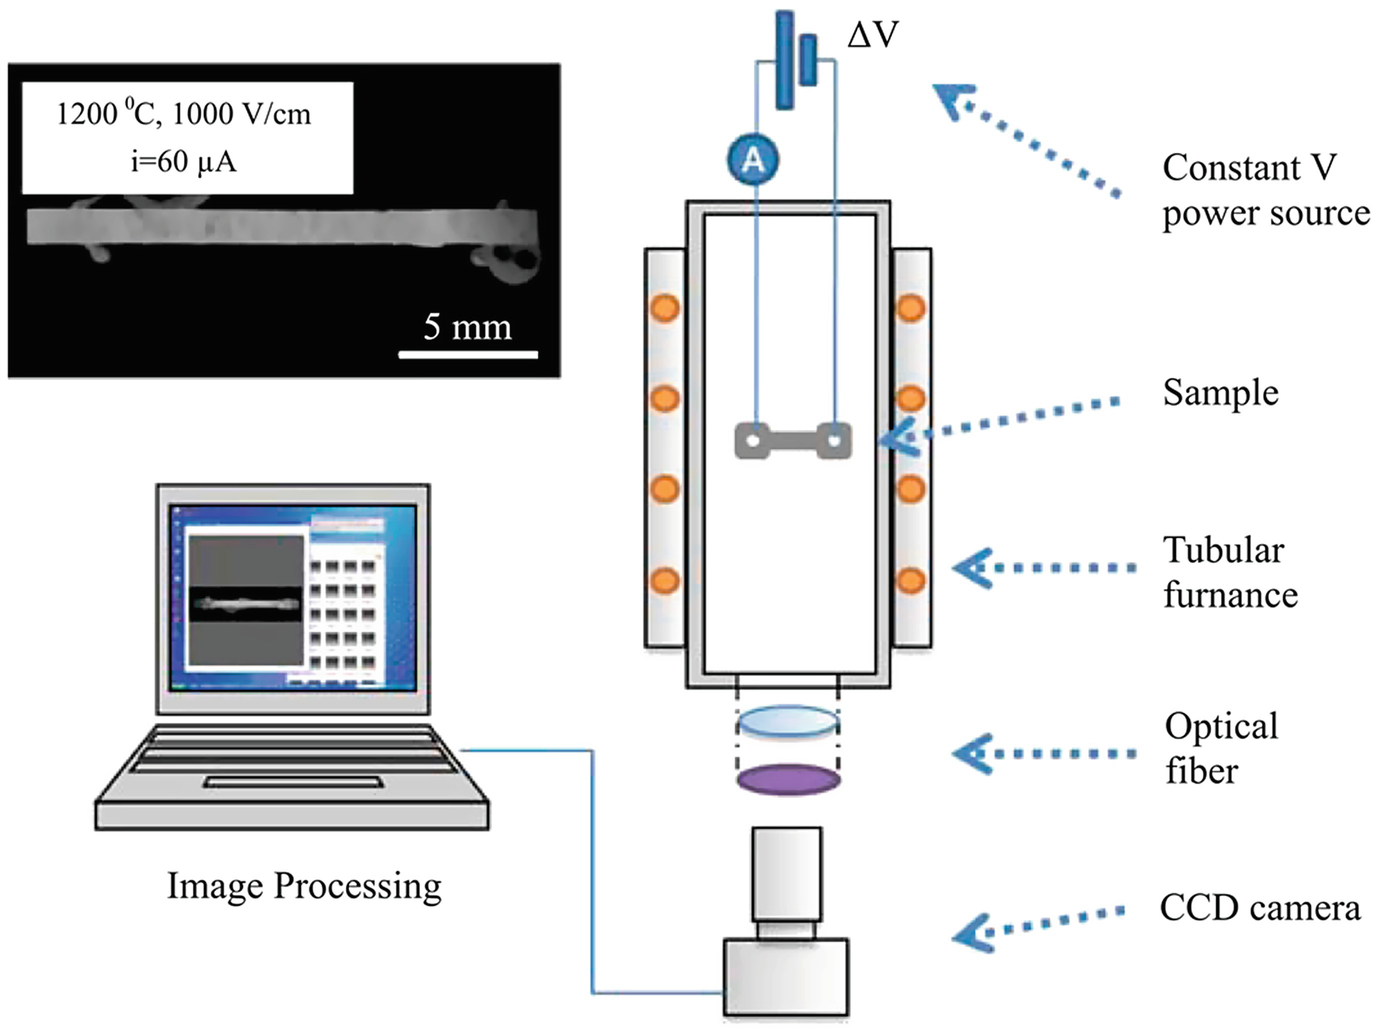 ΔV
1200 ⁰C, 1000 V/cm
i=60 µA
5 mm
A
Constant V
power source
Sample
Tubular
furnance
Optical
fiber
CCD camera
Image Processing